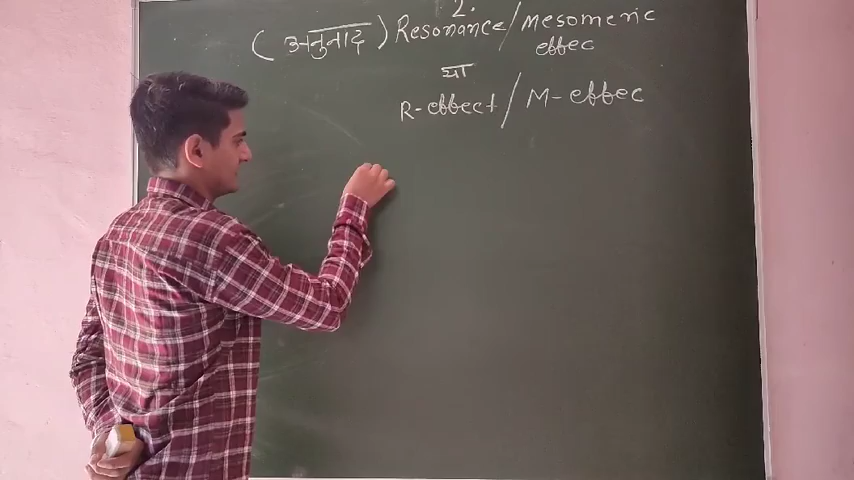 2.
(अनुनाद) Resonance/Mesomeric
effec
या
R-effect/M-effec